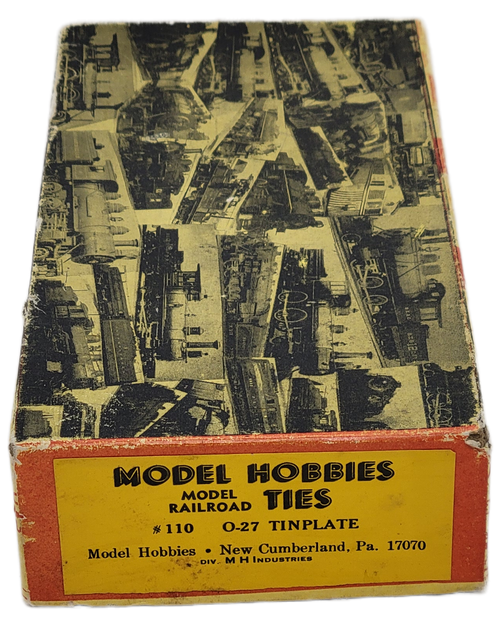 MODEL HOBBIES
MODEL
RAILROAD TIES
#110 O-27 TINPLATE
Model Hobbies • New Cumberland, Pa. 17070
DIV. M H INDUSTRIES